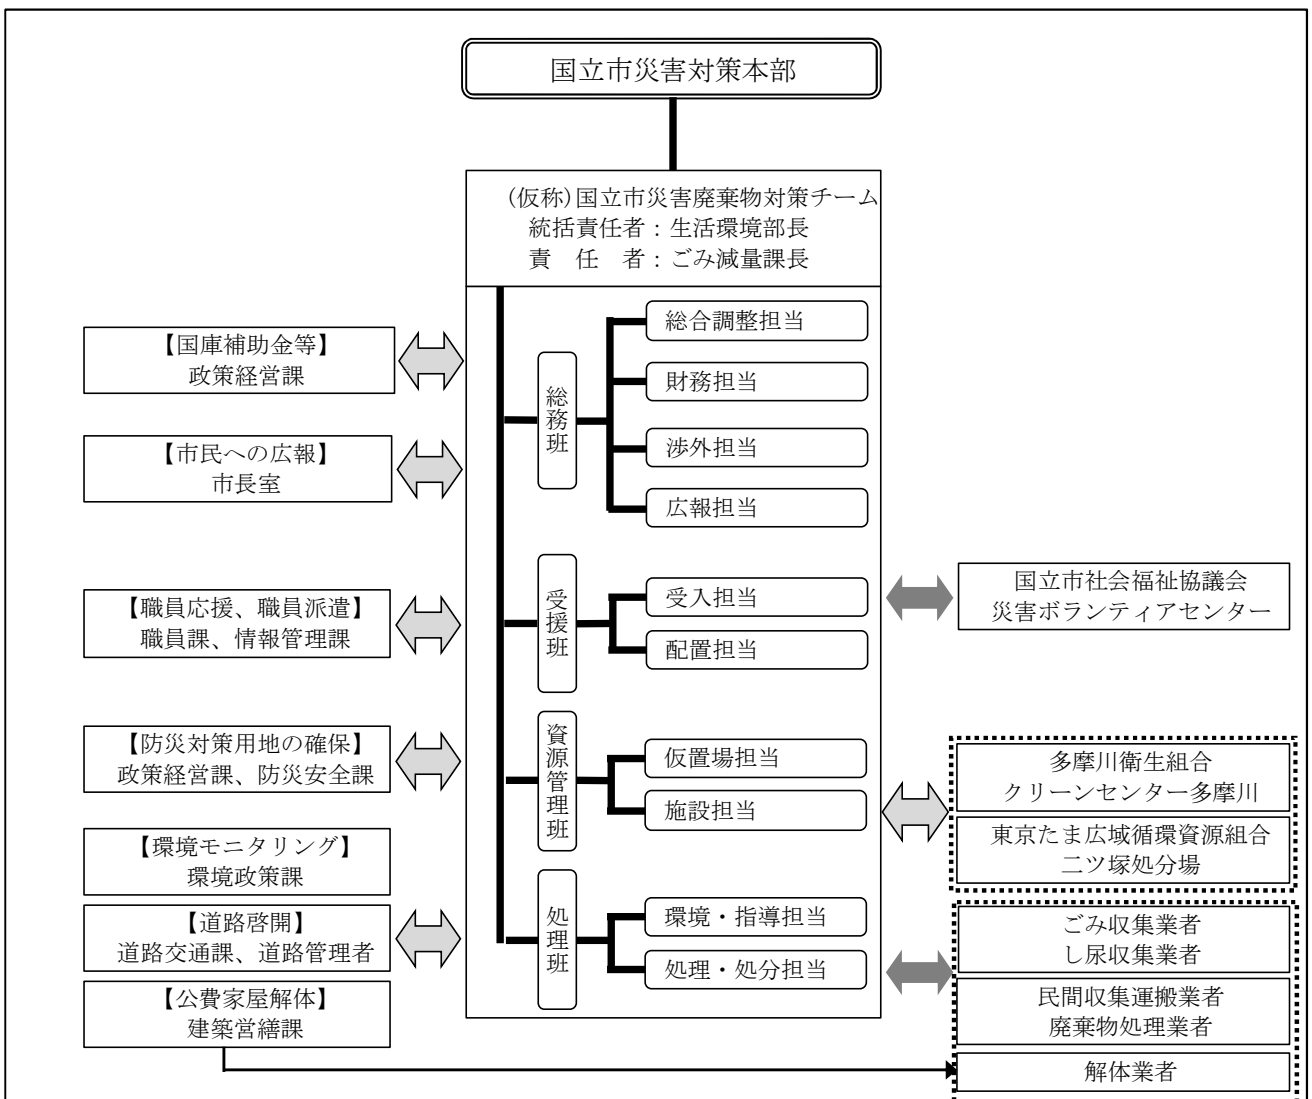 国立市災害対策本部
(仮称)国立市災害廃棄物対策チーム
統括責任者：生活環境部長
責　任　者：ごみ減量課長
【国庫補助金等】
政策経営課
【市民への広報】
市長室
【職員応援、職員派遣】
職員課、情報管理課
【防災対策用地の確保】
政策経営課、防災安全課
【環境モニタリング】
環境政策課
【道路啓開】
道路交通課、道路管理者
【公費家屋解体】
建築営繕課
総務班
総合調整担当
財務担当
渉外担当
広報担当
受援班
受入担当
配置担当
資源管理班
仮置場担当
施設担当
処理班
環境・指導担当
処理・処分担当
国立市社会福祉協議会
災害ボランティアセンター
多摩川衛生組合
クリーンセンター多摩川
東京たま広域循環資源組合
二ツ塚処分場
ごみ収集業者
し尿収集業者
民間収集運搬業者
廃棄物処理業者
解体業者